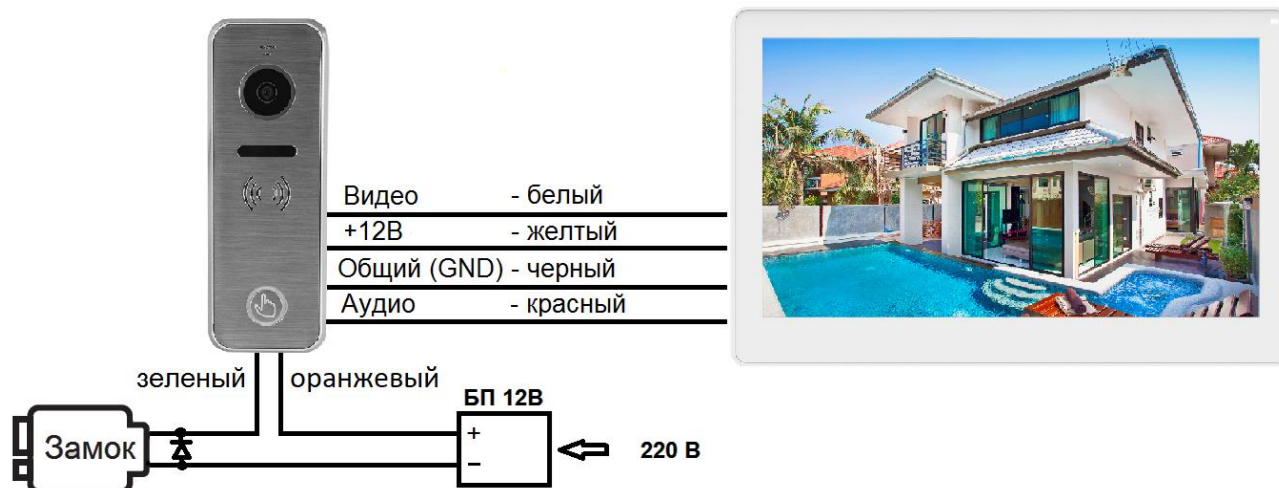 Видео - белый
+12В - желтый
Общий (GND) - черный
Аудио - красный
зеленый оранжевый
БП 12В
Замок
+
−
220 В